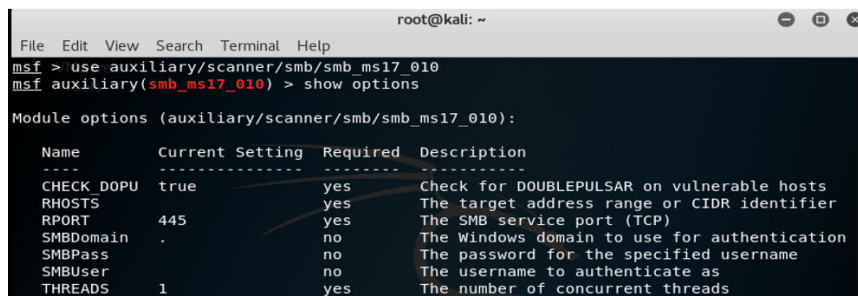 root@kali: ~
File Edit View Search Terminal Help
msf > use auxiliary/scanner/smb/smb_ms17_010
msf auxiliary(smb_ms17_010) > show options
Module options (auxiliary/scanner/smb/smb_ms17_010):
Name Current Setting Required Description
---- --------------- -------- -----------
CHECK_DOPU true yes Check for DOUBLEPULSAR on vulnerable hosts
RHOSTS yes The target address range or CIDR identifier
RPORT 445 yes The SMB service port (TCP)
SMBDomain . no The Windows domain to use for authentication
SMBPass no The password for the specified username
SMBUser no The username to authenticate as
THREADS 1 yes The number of concurrent threads